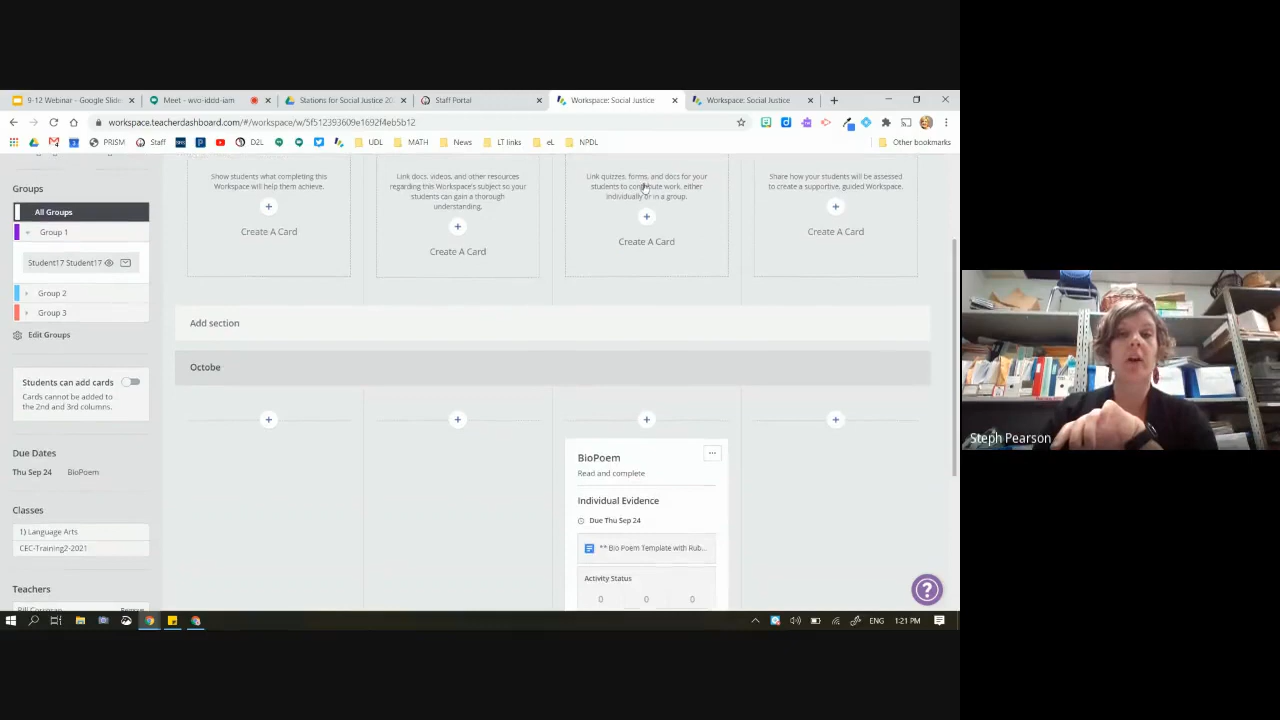 9-12 Webinar - Google Slide
Meet - wvo-iddd-iam
Stations for Social Justice 20
Staff Portal
Workspace: Social Justice
Workspace: Social Justice
workspace.teacherdashboard.com/#/workspace/w/5f512393609e1692f4eb5b12
PRISM
Staff
D2L
UDL
MATH
News
LT links
eL
NPDL
Other bookmarks
Groups
All Groups
Group 1
Student17 Student17
Group 2
Group 3
Edit Groups
Students can add cards
Cards cannot be added
to the 2nd and 3rd columns.
Due Dates
Thu Sep 24 BioPoem
Classes
1) Language Arts
CEC-Training2-2021
Teachers
Show students what completing
this Workspace will help them achieve.
Create A Card
Link docs, videos, and other resources
regarding this Workspace's subject so your
students can gain a thorough
understanding.
Create A Card
Link quizzes, forms, and docs for your
students to contribute work, either
individually or in a group.
Create A Card
Share how your students will be assessed
to create a supportive, guided Workspace.
Create A Card
Add section
Octobe
BioPoem
...
Read and complete
Individual Evidence
Due Thu Sep 24
** Bio Poem Template with Rub...
Activity Status
0 0 0
?
ENG
1:21 PM
Steph Pearson